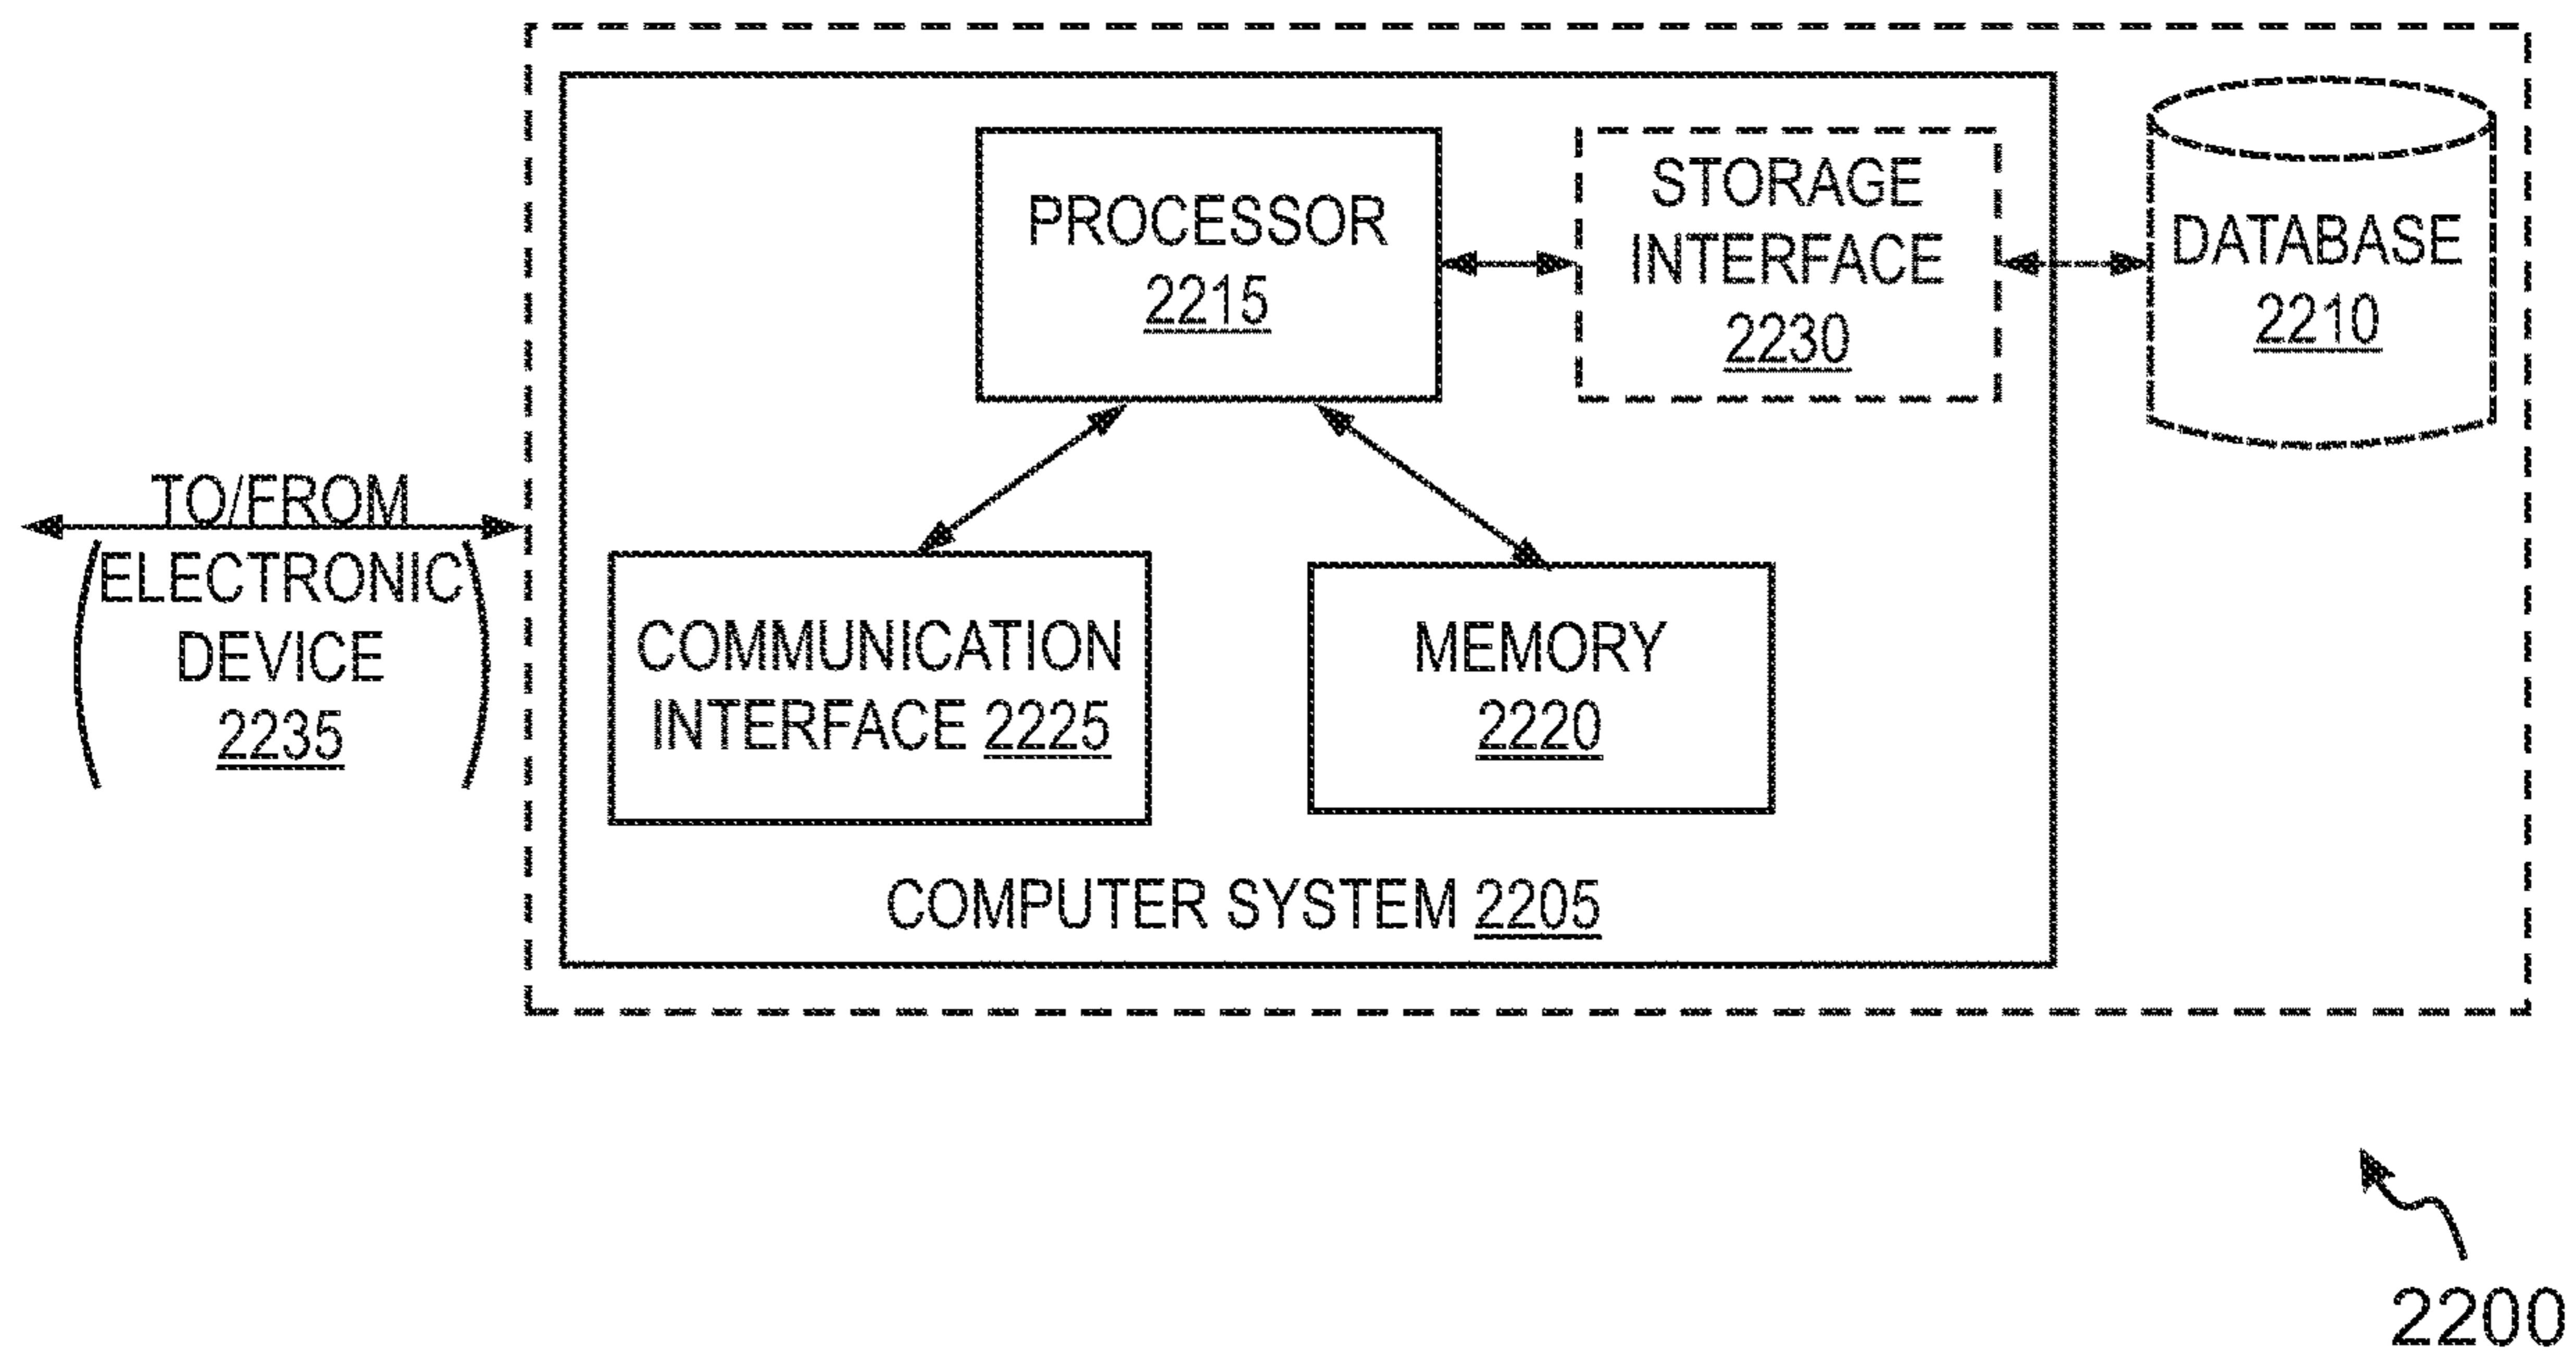 PROCESSOR
2215
STORAGE
INTERFACE
2230
DATABASE
2210
TO/FROM
(ELECTRONIC)
DEVICE
2235
COMMUNICATION
INTERFACE 2225
MEMORY
2220
COMPUTER SYSTEM 2205
2200